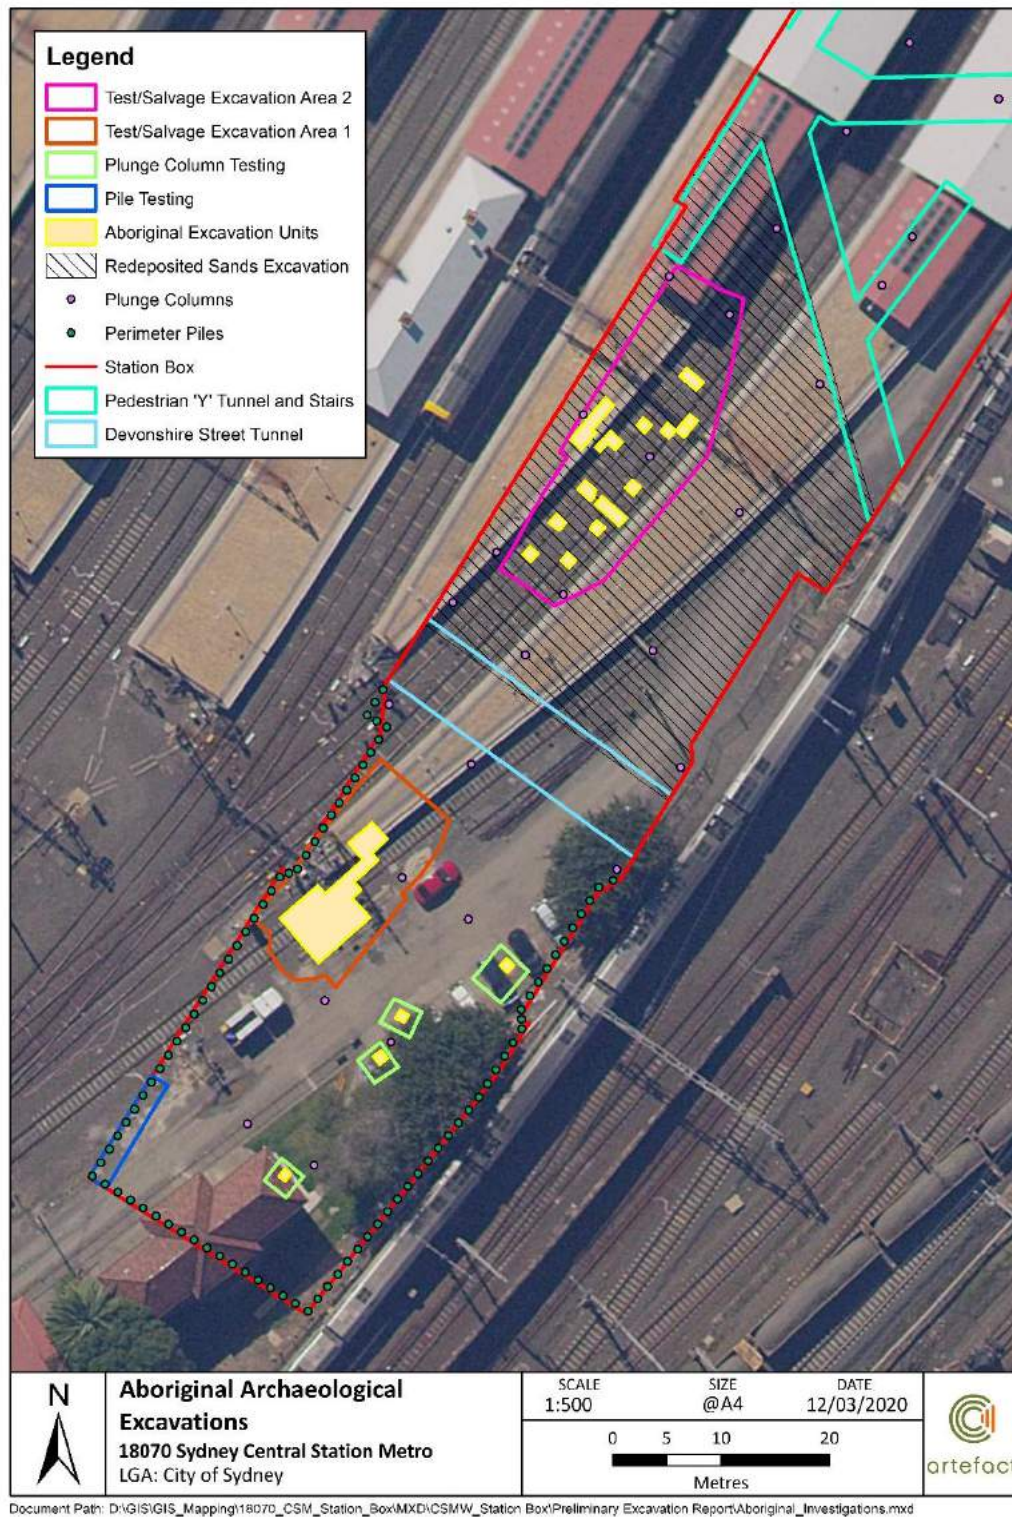 Legend
Test/Salvage Excavation Area 2
Test/Salvage Excavation Area 1
Plunge Column Testing
Pile Testing
Aboriginal Excavation Units
Redeposited Sands Excavation
Plunge Columns
Perimeter Piles
Station Box
Pedestrian 'Y' Tunnel and Stairs
Devonshire Street Tunnel
N
Aboriginal Archaeological
Excavations
18070 Sydney Central Station Metro
LGA: City of Sydney
SCALE
1:500
SIZE
@A4
DATE
12/03/2020
0 5 10 20
Metres
artefact
Document Path: D:\GIS\GIS_Mapping\18070_CSM_Station_Box\MXD\CSMW_Station Box\Preliminary Excavation Report\Aboriginal_Investigations.mxd